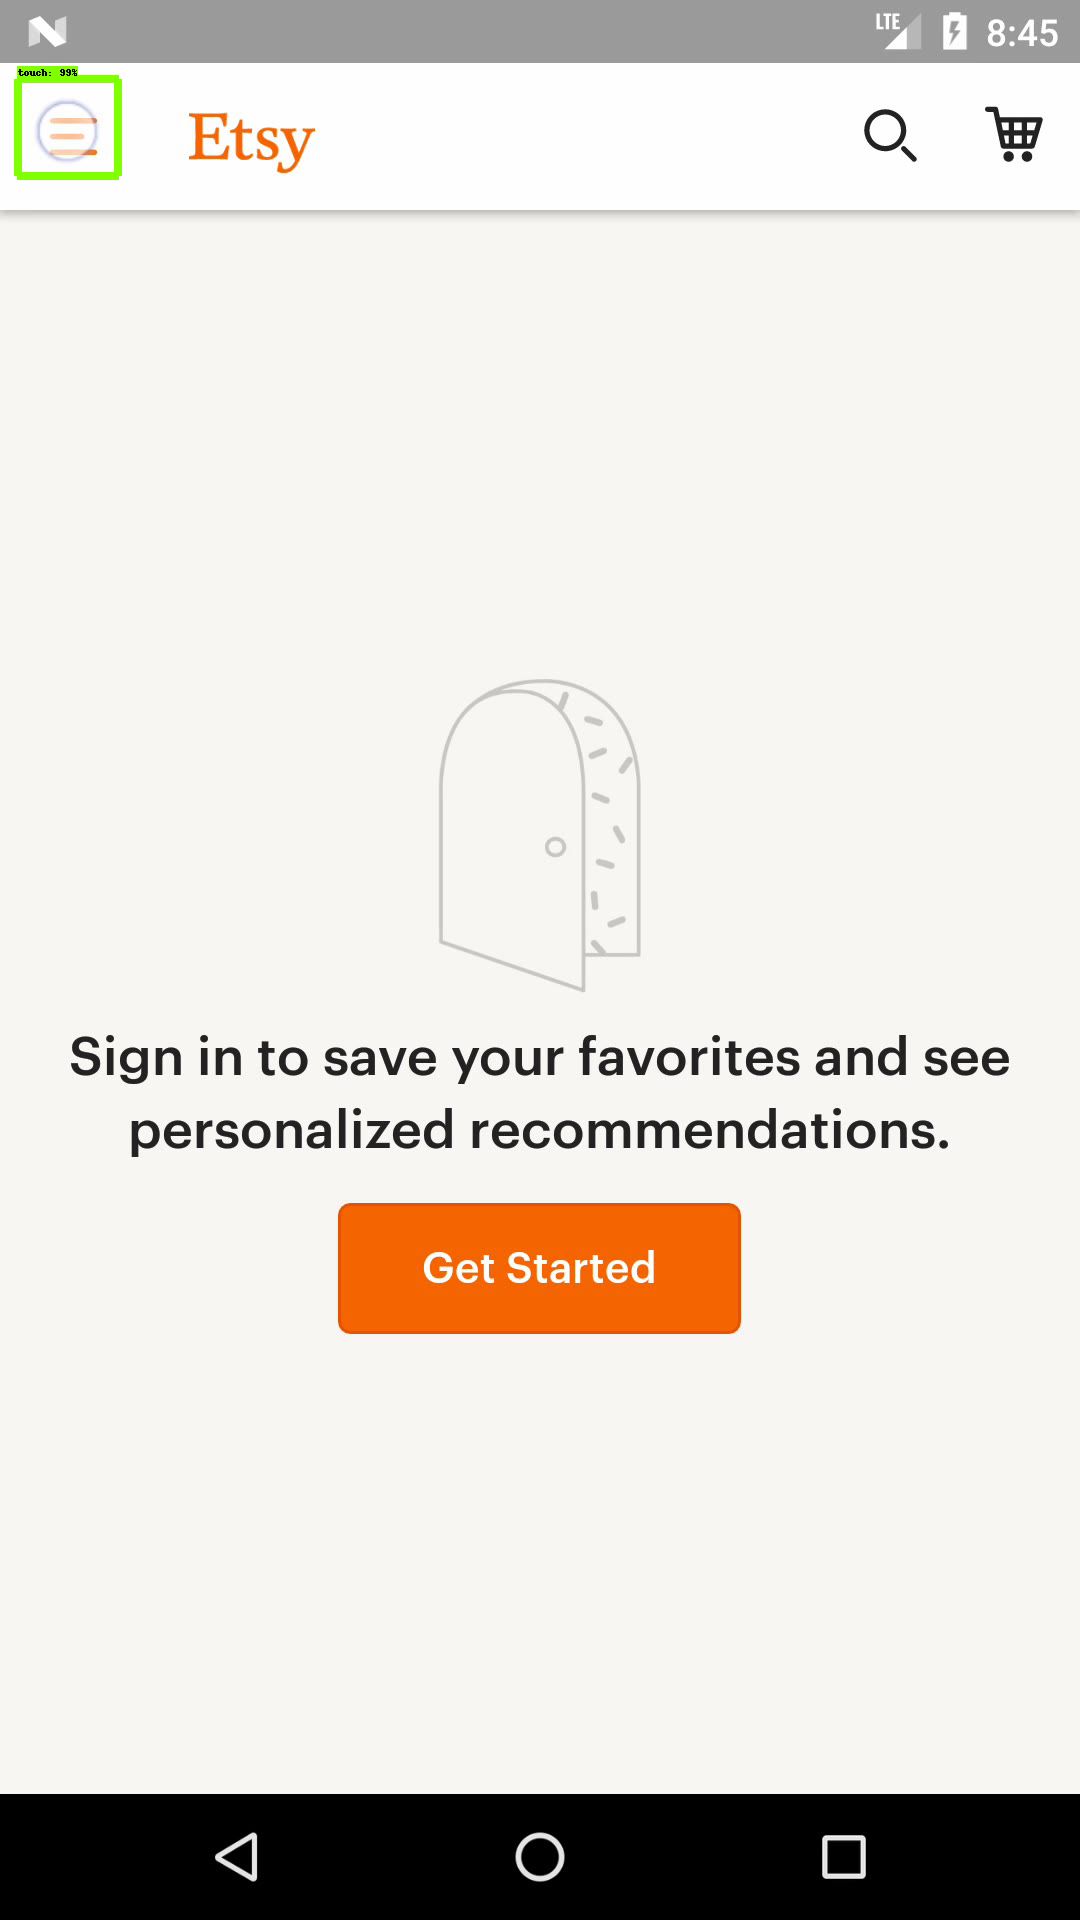 LTE 8:45
touch: 99%
Etsy
Sign in to save your favorites and see
personalized recommendations.
Get Started